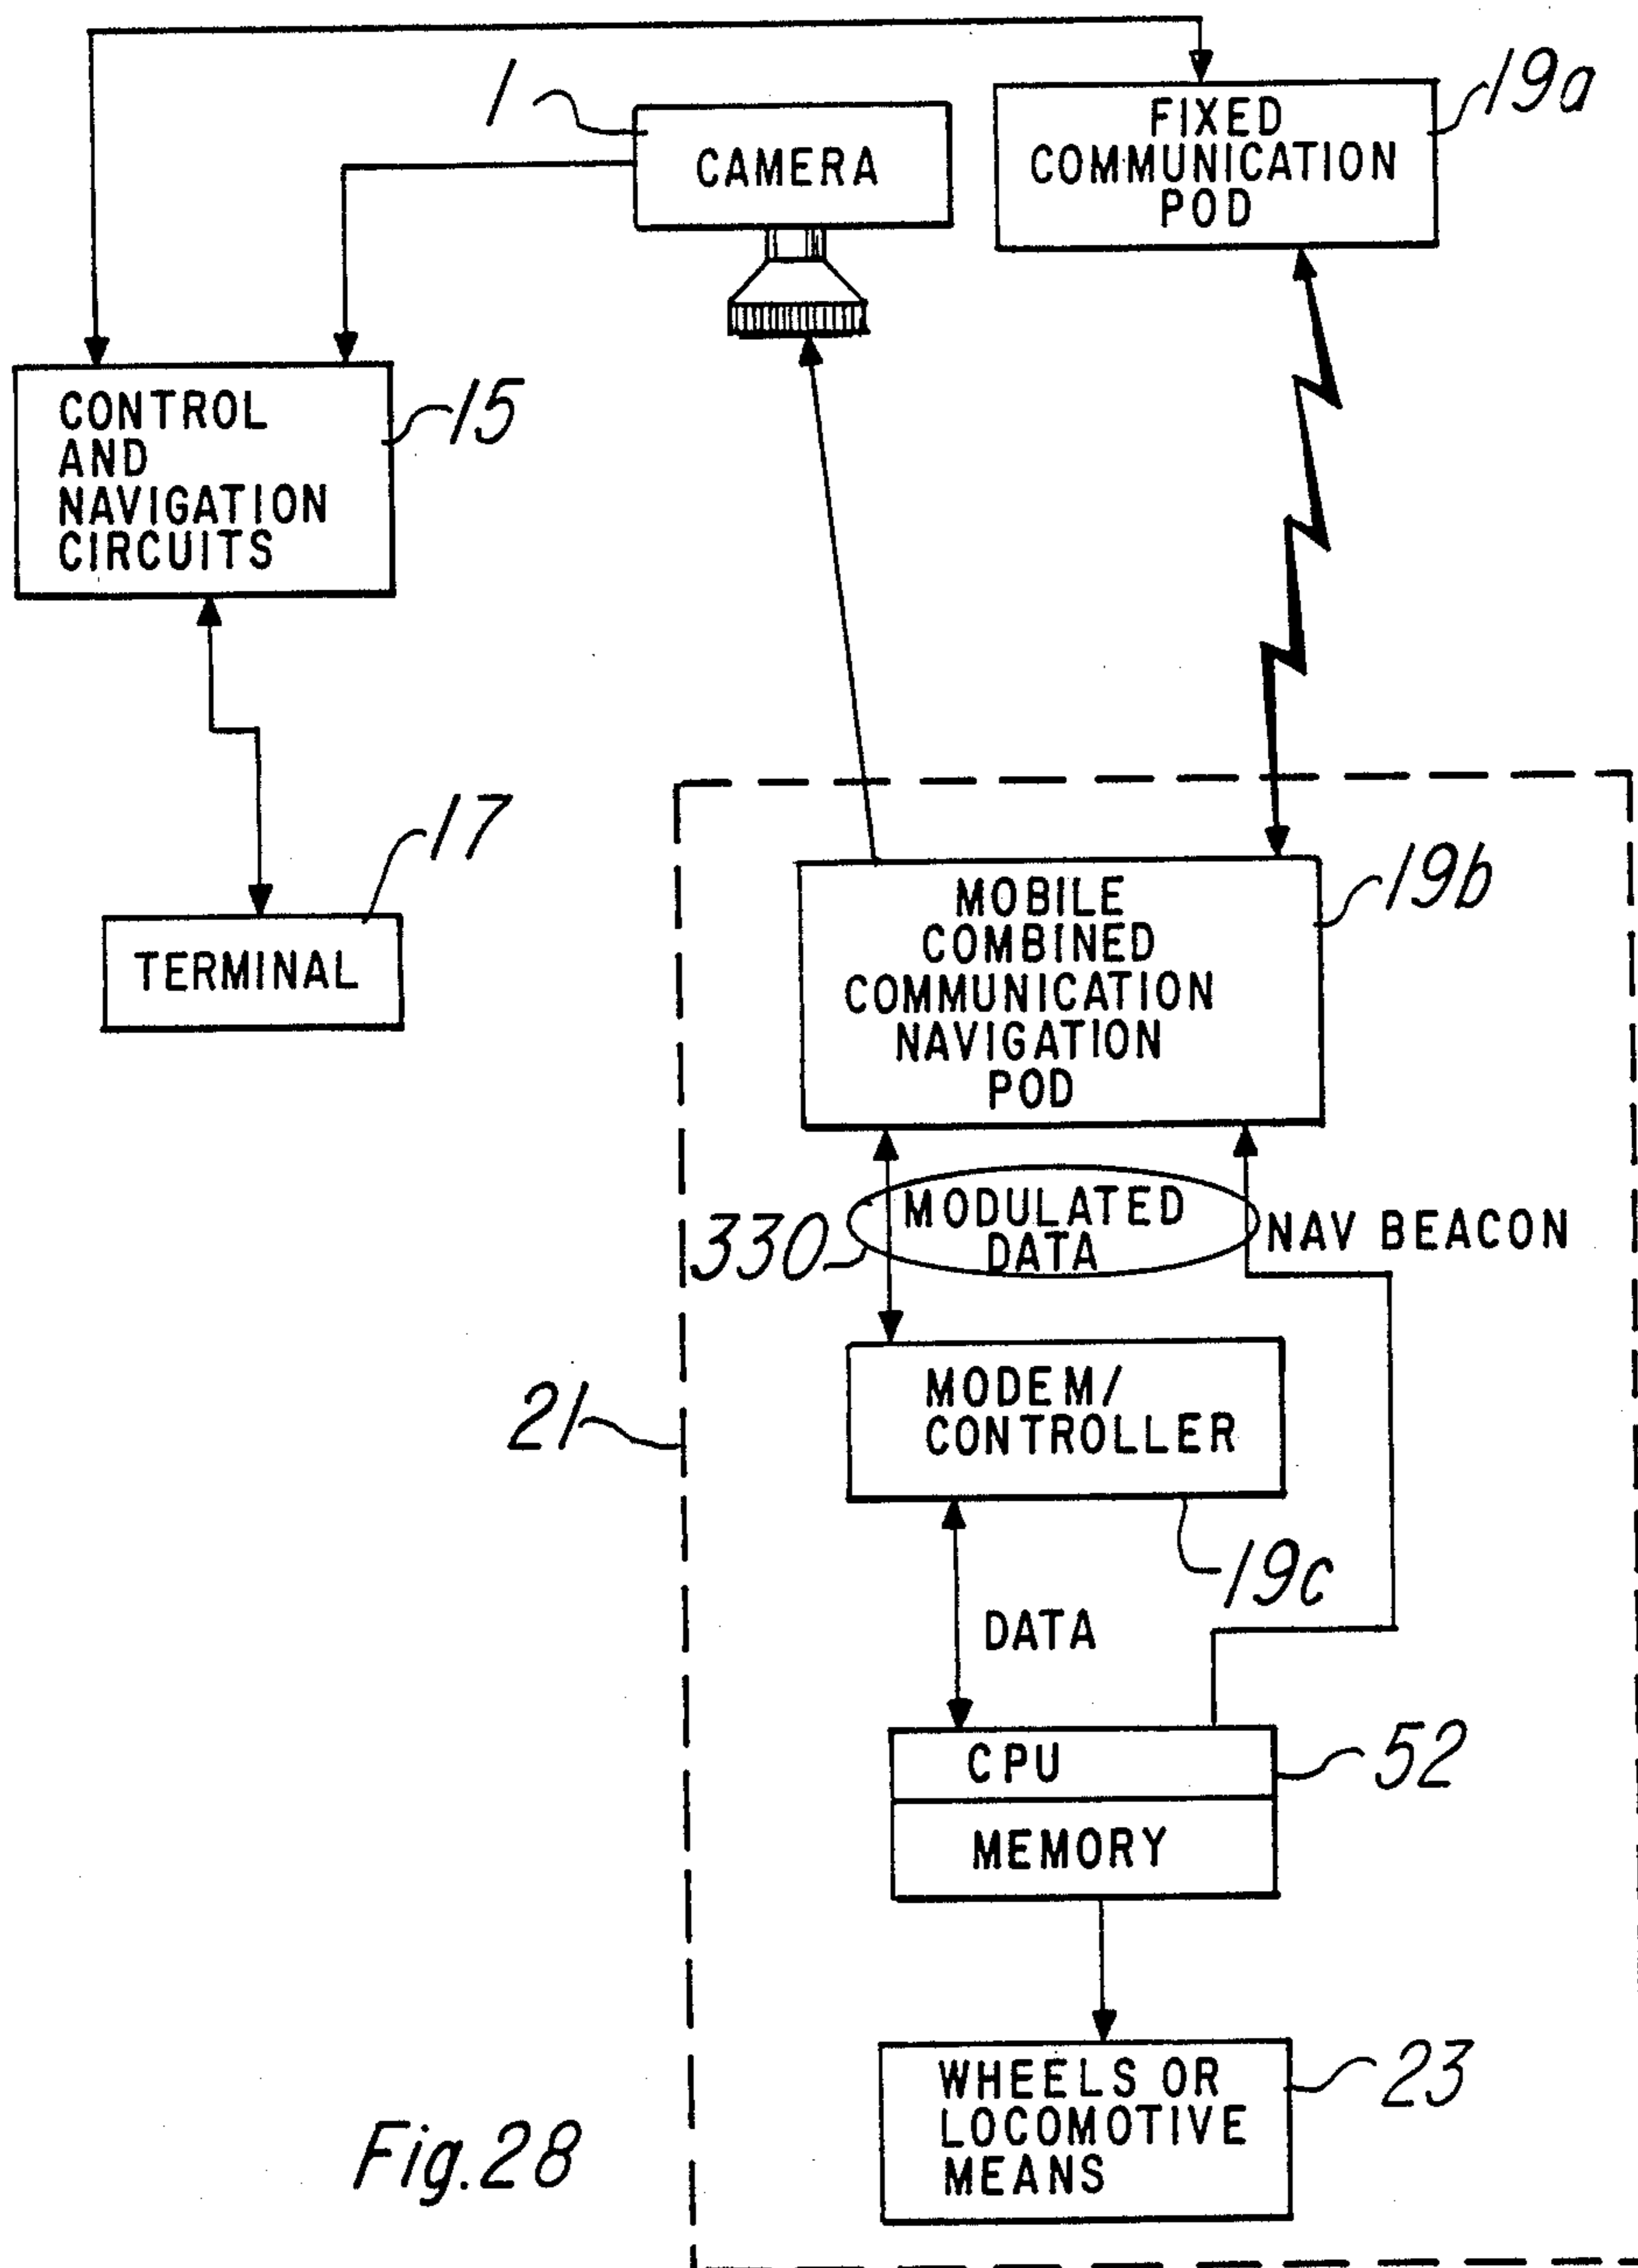 1
CAMERA
FIXED
COMMUNICATION
POD
19a
CONTROL
AND
NAVIGATION
CIRCUITS
15
17
TERMINAL
19b
MOBILE
COMBINED
COMMUNICATION
NAVIGATION
POD
330
MODULATED
DATA
NAV BEACON
21
MODEM/
CONTROLLER
19c
DATA
CPU
52
MEMORY
WHEELS OR
LOCOMOTIVE
MEANS
23
Fig. 28